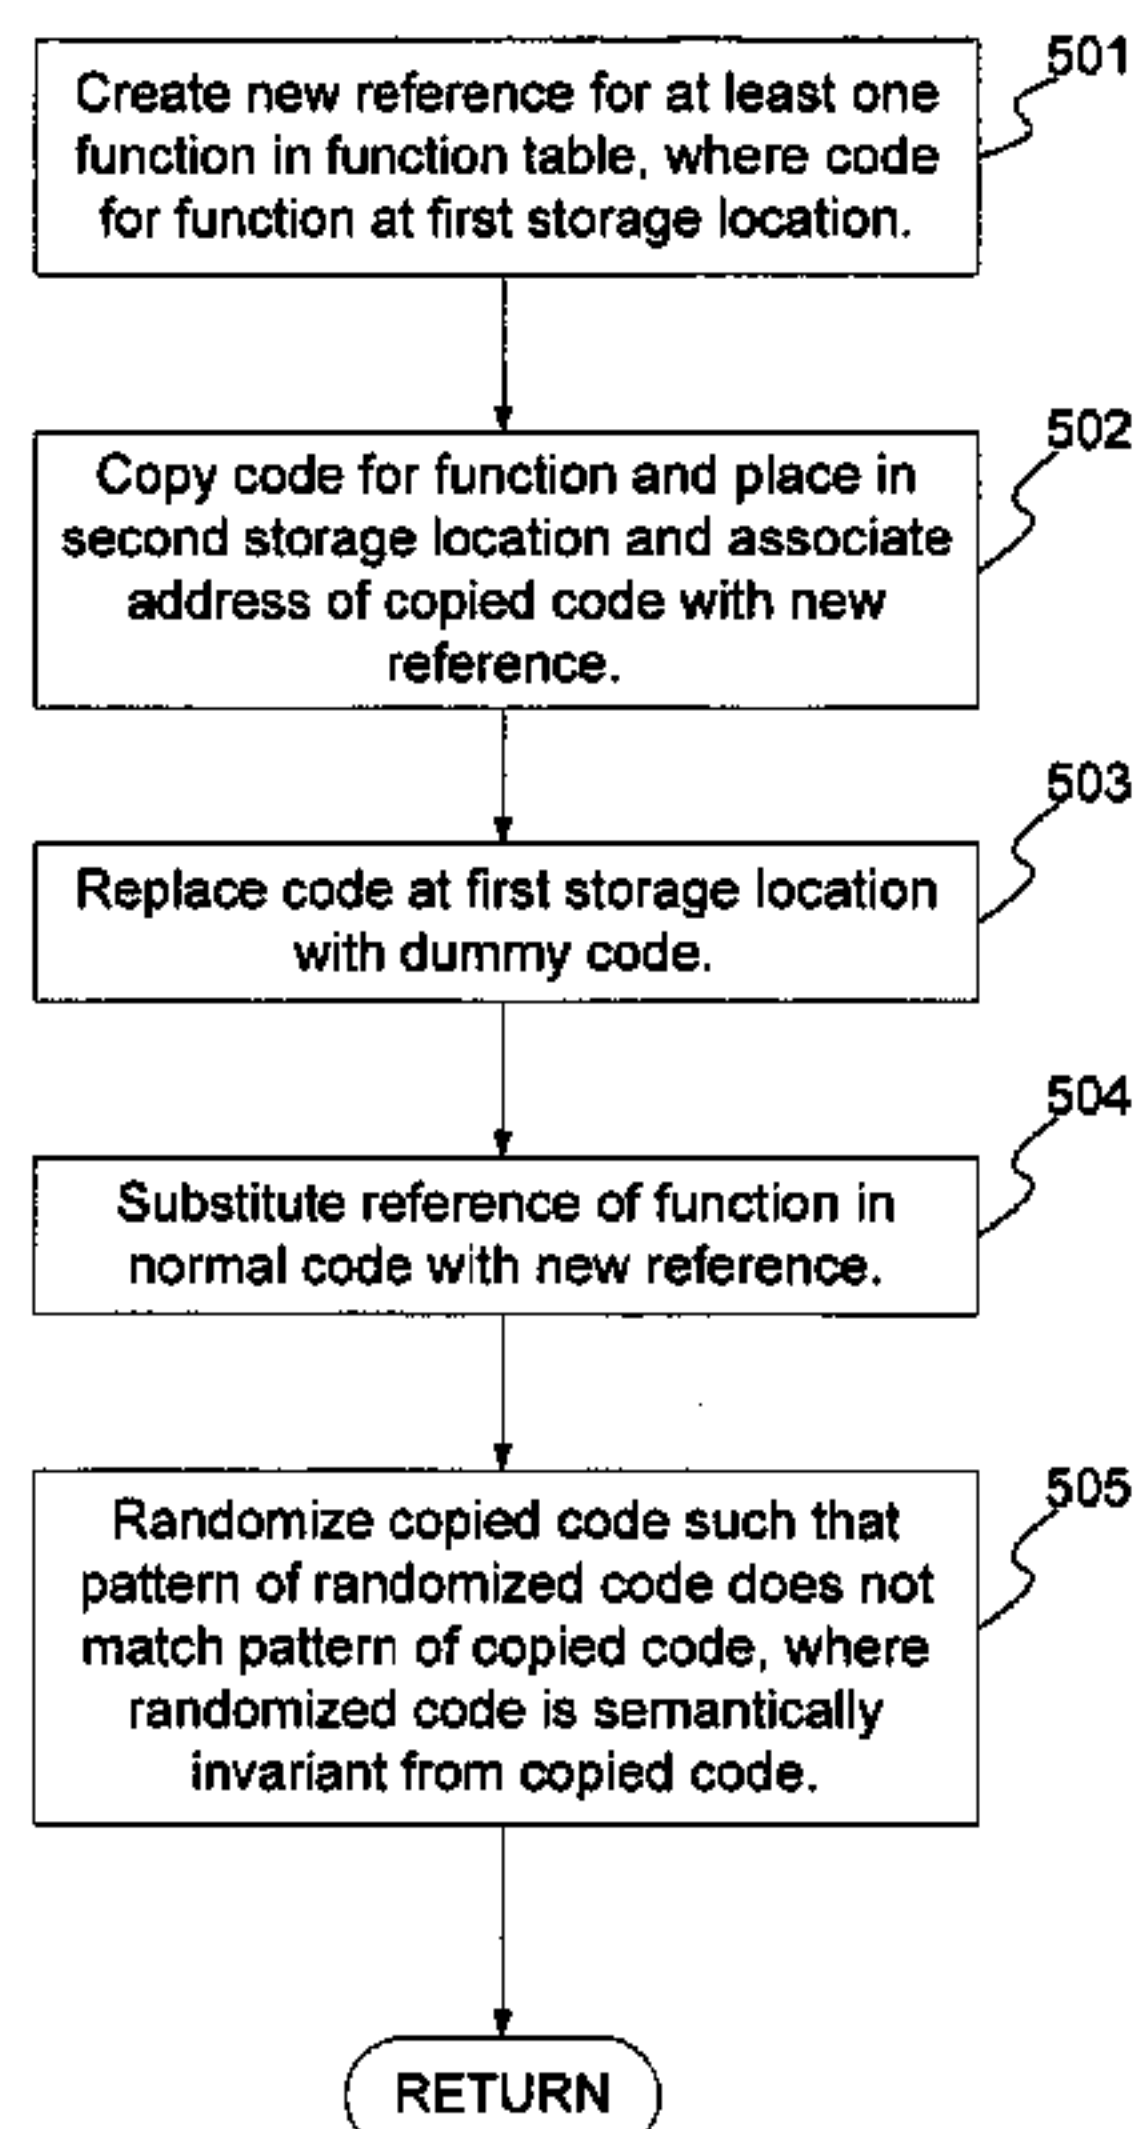 501
Create new reference for at least one
function in function table, where code
for function at first storage location.
502
Copy code for function and place in
second storage location and associate
address of copied code with new
reference.
503
Replace code at first storage location
with dummy code.
504
Substitute reference of function in
normal code with new reference.
505
Randomize copied code such that
pattern of randomized code does not
match pattern of copied code, where
randomized code is semantically
invariant from copied code.
RETURN